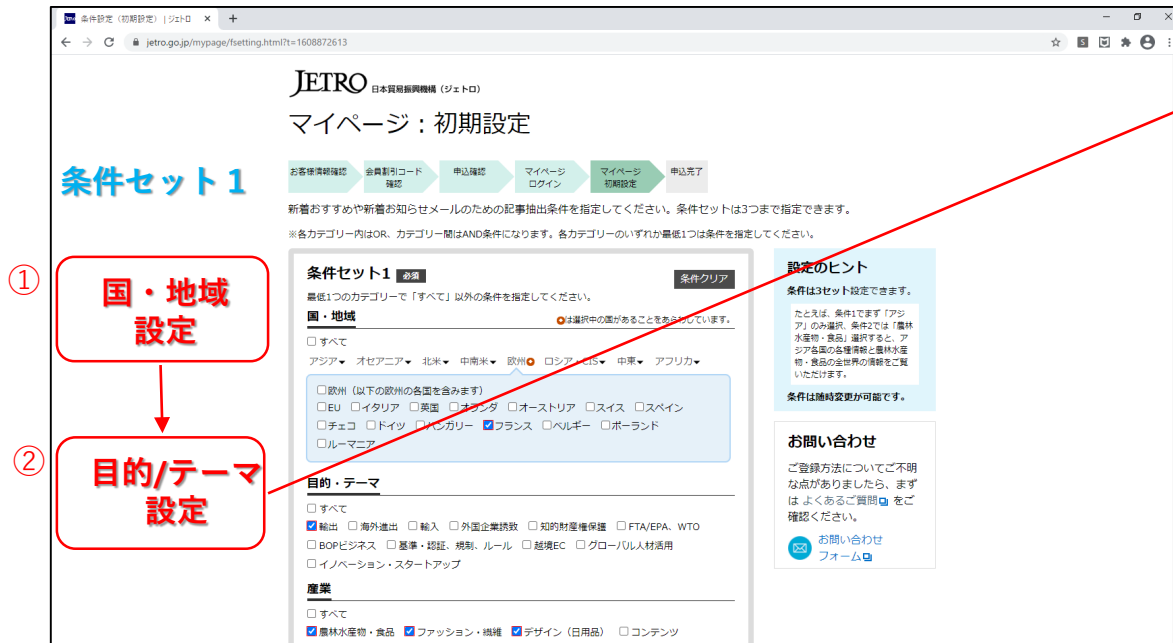 条件設定（初期設定）| ジェトロ
jetro.go.jp/mypage/fsetting.html?t=1608872613
JETRO 日本貿易振興機構（ジェトロ）
マイページ：初期設定
条件セット１
お客様情報確認
会員割引コード
確認
申込確認
マイページ
ログイン
マイページ
初期設定
申込完了
新着おすすめや新着お知らせメールのための記事抽出条件を指定してください。条件セットは3つまで指定できます。
※各カテゴリー内はOR、カテゴリー間はAND条件になります。各カテゴリーのいずれか最低1つは条件を指定してください。
①
国・地域
設定
②
目的/テーマ
設定
条件セット1 必須
条件クリア
最低1つのカテゴリーで「すべて」以外の条件を指定してください。
国・地域
は選択中の国があることをあらわしています。
すべて
アジア オセアニア 北米 中南米 欧州 ロシア・CIS 中東 アフリカ
欧州（以下の欧州の各国を含みます）
EU イタリア 英国 オランダ オーストリア スイス スペイン
チェコ ドイツ ハンガリー フランス ベルギー ポーランド
ルーマニア
目的・テーマ
すべて
輸出 海外進出 輸入 外国企業誘致 知的財産権保護 FTA/EPA、WTO
BOPビジネス 基準・認証、規制、ルール 越境EC グローバル人材活用
イノベーション・スタートアップ
産業
すべて
農林水産物・食品 ファッション・繊維 デザイン（日用品） コンテンツ
設定のヒント
条件は3セット設定できます。
たとえば、条件1でまず「アジ
ア」のみ選択、条件2では「農林
水産物・食品」選択すると、ア
ジア各国の各種情報と農林水産
物・食品の全世界の情報をご覧
いただけます。
条件は随時変更が可能です。
お問い合わせ
ご登録方法についてご不明
な点がありましたら、まず
は よくあるご質問 をご
確認ください。
お問い合わせ
フォーム